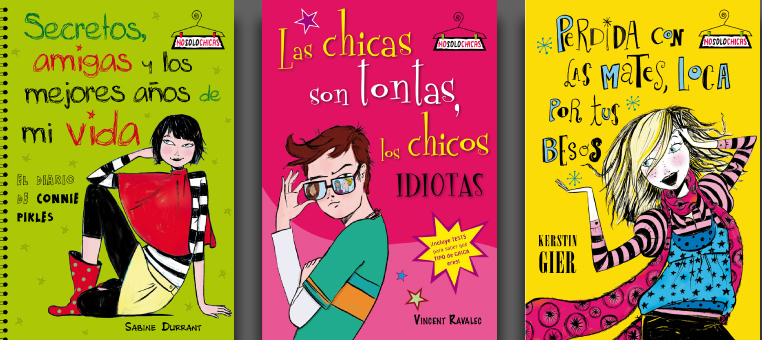 Secretos,
amigas y los
mejores años de
mi vida
NOSOLOCHICAS
EL DIARIO
DE CONNIE
PIKLES
SABINE DURRANT
Las chicas
son tontas,
los chicos
IDIOTAS
NOSOLOCHICAS
¡Incluye TESTS
para saber qué
TIPO de CHICA
eres!
VINCENT RAVALEC
PERDIDA CON
LAS MATES, LOCA
POR TUS
BESOS
NOSOLOCHICAS
KERSTIN
GIER